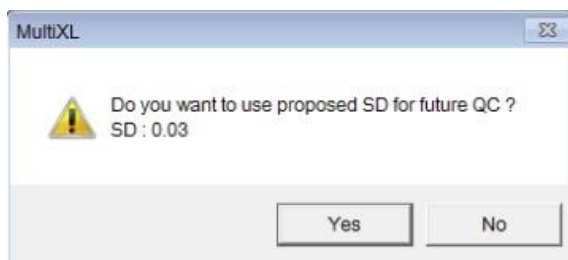 MultiXL
Do you want to use proposed SD for future QC ?
SD : 0.03
Yes
No